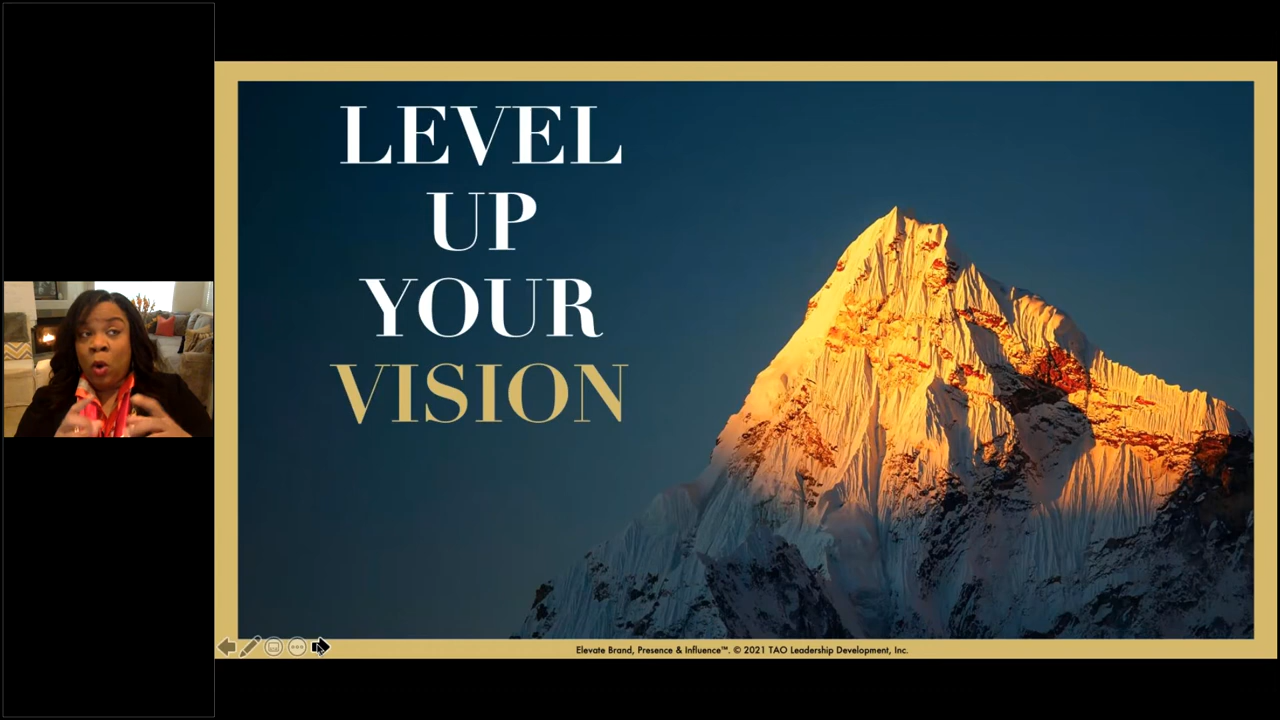 LEVEL
UP
YOUR
VISION
Elevate Brand, Presence & Influence™. © 2021 TAO Leadership Development, Inc.